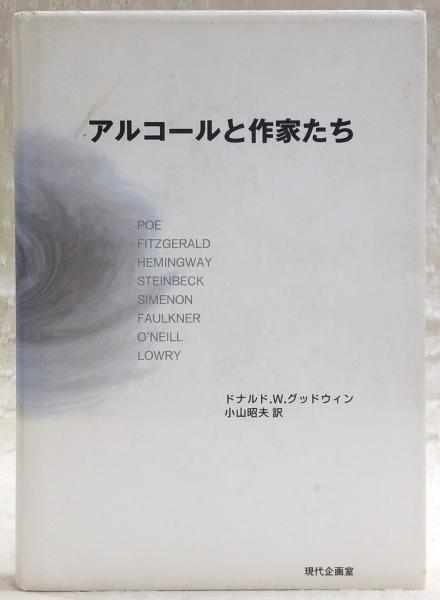 アルコールと作家たち
POE
FITZGERALD
HEMINGWAY
STEINBECK
SIMENON
FAULKNER
O'NEILL
LOWRY
ドナルド.W.グッドウィン
小山昭夫 訳
現代企画室